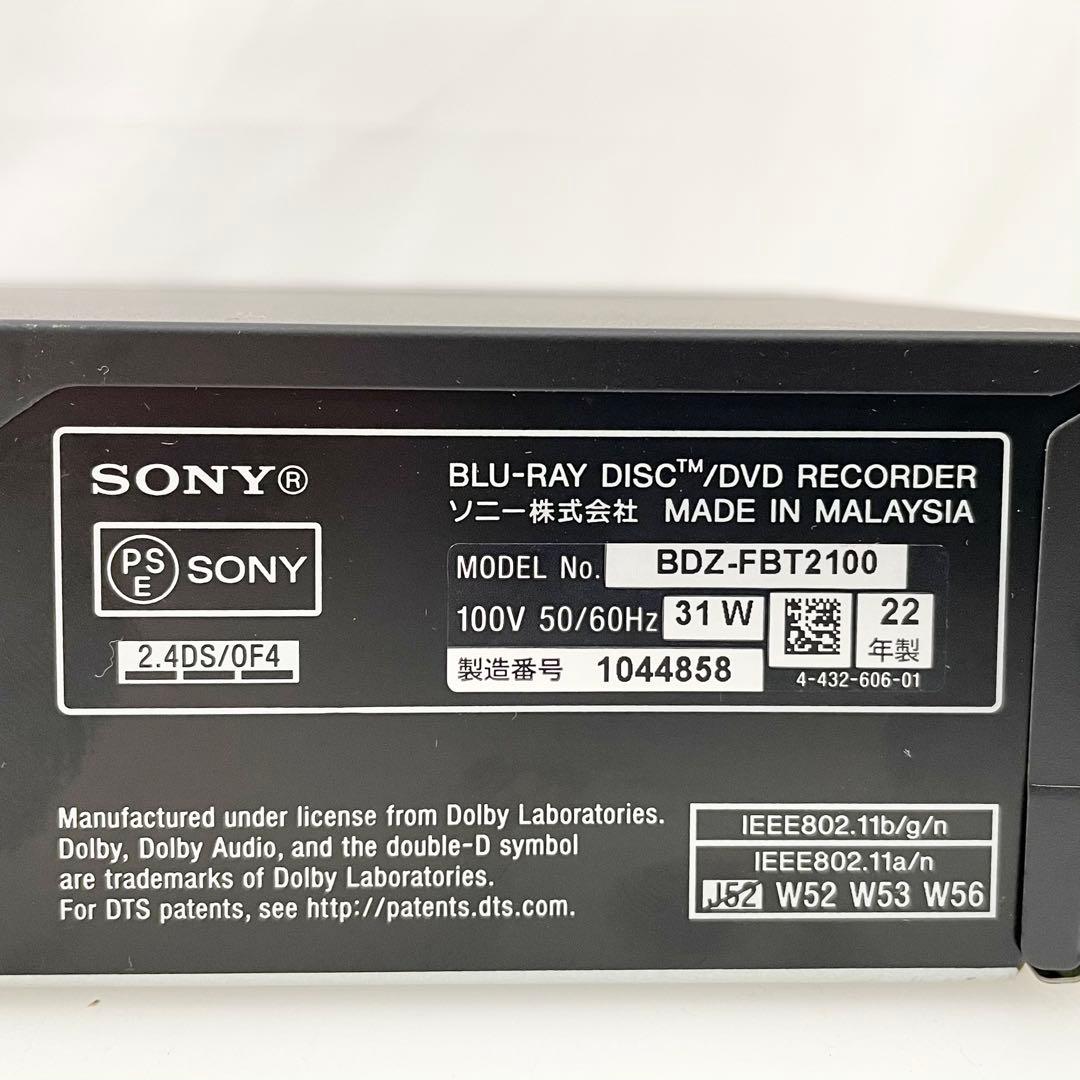 SONY®
PSE SONY
2.4DS/OF4
BLU-RAY DISC™/DVD RECORDER
ソニー株式会社 MADE IN MALAYSIA
MODEL No. BDZ-FBT2100
100V 50/60Hz 31 W
22
年製
製造番号 1044858
4-432-606-01
Manufactured under license from Dolby Laboratories.
Dolby, Dolby Audio, and the double-D symbol
are trademarks of Dolby Laboratories.
For DTS patents, see http://patents.dts.com.
IEEE802.11b/g/n
IEEE802.11a/n
J52 W52 W53 W56